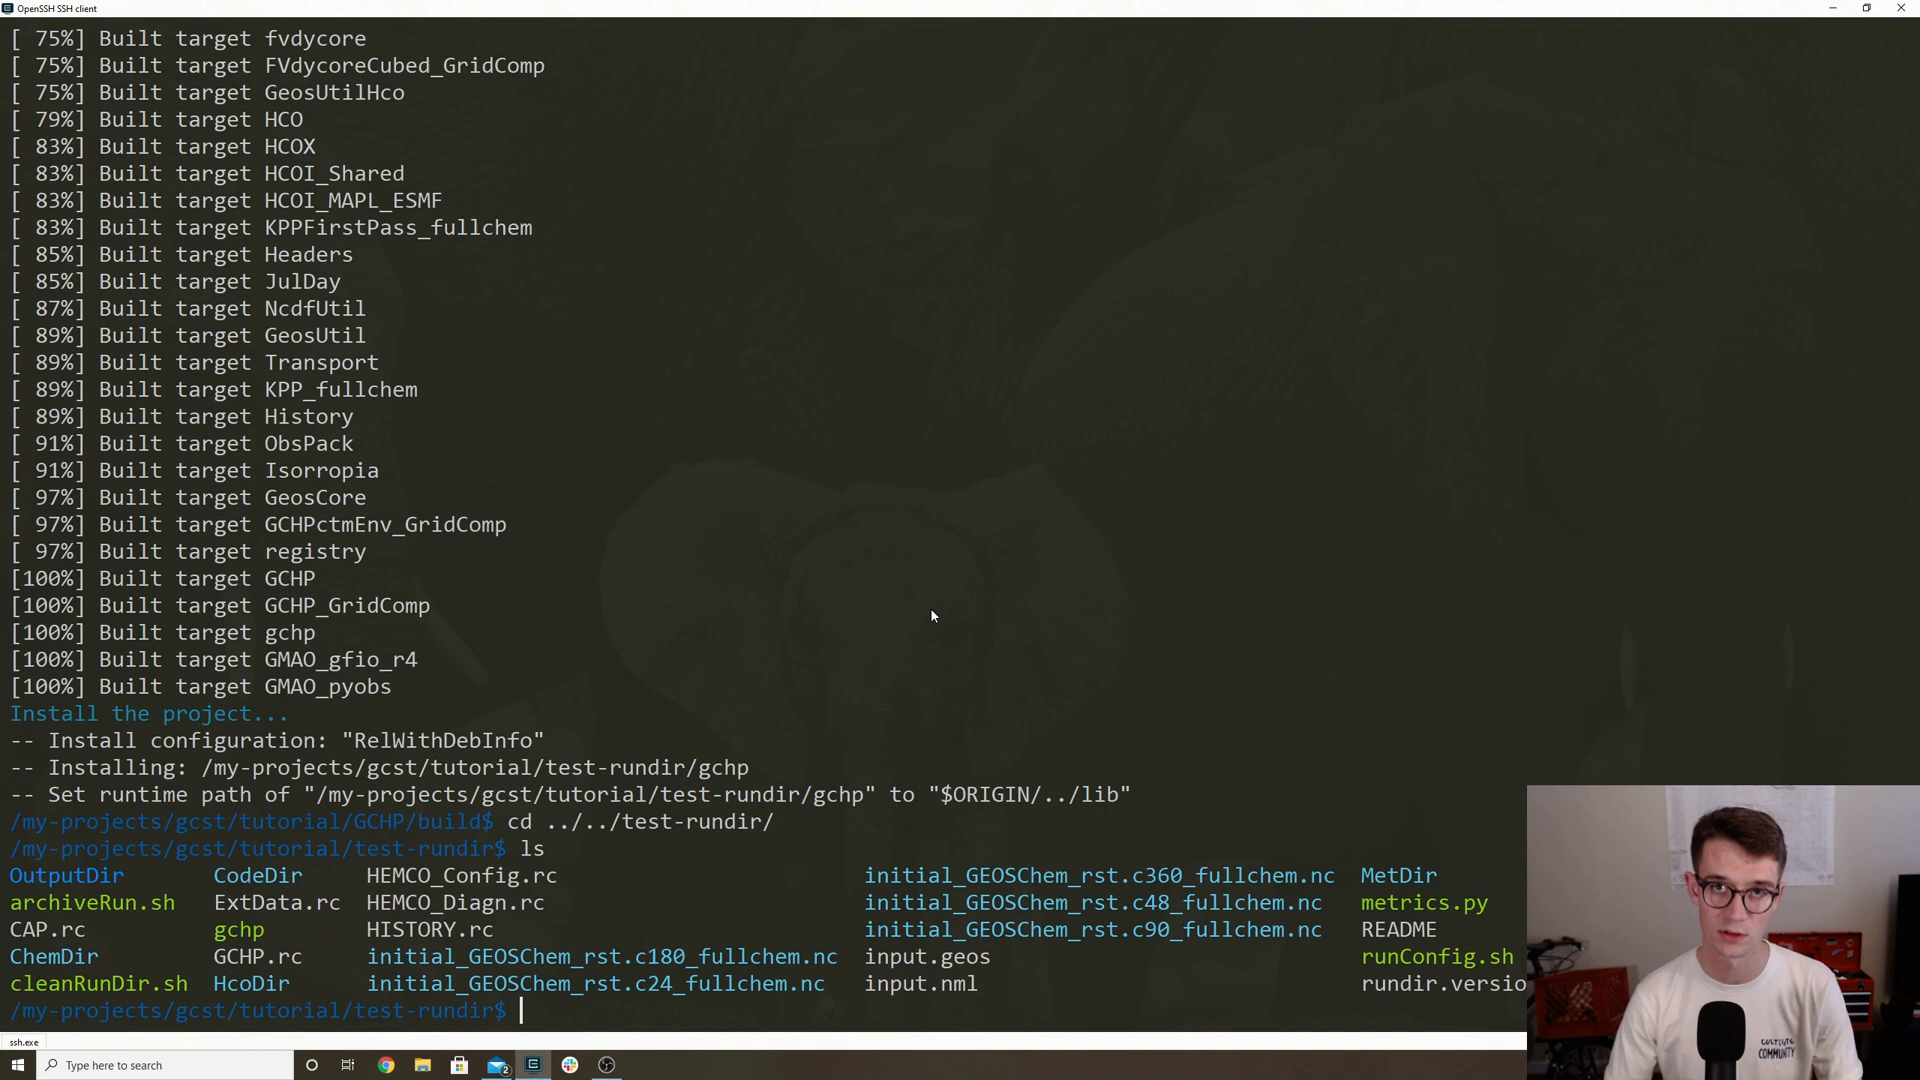 OpenSSH SSH client
[ 75%] Built target fvdycore
[ 75%] Built target FVdycoreCubed_GridComp
[ 75%] Built target GeosUtilHco
[ 79%] Built target HCO
[ 83%] Built target HCOX
[ 83%] Built target HCOI_Shared
[ 83%] Built target HCOI_MAPL_ESMF
[ 83%] Built target KPPFirstPass_fullchem
[ 85%] Built target Headers
[ 85%] Built target JulDay
[ 87%] Built target NcdfUtil
[ 89%] Built target GeosUtil
[ 89%] Built target Transport
[ 89%] Built target KPP_fullchem
[ 89%] Built target History
[ 91%] Built target ObsPack
[ 91%] Built target Isorropia
[ 97%] Built target GeosCore
[ 97%] Built target GCHPctmEnv_GridComp
[ 97%] Built target registry
[100%] Built target GCHP
[100%] Built target GCHP_GridComp
[100%] Built target gchp
[100%] Built target GMAO_gfio_r4
[100%] Built target GMAO_pyobs
Install the project...
-- Install configuration: "RelWithDebInfo"
-- Installing: /my-projects/gcst/tutorial/test-rundir/gchp
-- Set runtime path of "/my-projects/gcst/tutorial/test-rundir/gchp" to "$ORIGIN/../lib"
/my-projects/gcst/tutorial/GCHP/build$ cd ../../test-rundir/
/my-projects/gcst/tutorial/test-rundir$ ls
OutputDir CodeDir HEMCO_Config.rc initial_GEOSChem_rst.c360_fullchem.nc MetDir
archiveRun.sh ExtData.rc HEMCO_Diagn.rc initial_GEOSChem_rst.c48_fullchem.nc metrics.py
CAP.rc gchp HISTORY.rc initial_GEOSChem_rst.c90_fullchem.nc README
ChemDir GCHP.rc initial_GEOSChem_rst.c180_fullchem.nc input.geos runConfig.sh
cleanRunDir.sh HcoDir initial_GEOSChem_rst.c24_fullchem.nc input.nml rundir.versio
/my-projects/gcst/tutorial/test-rundir$
ssh.exe
Type here to search
2
CULTIVATE
COMMUNITY